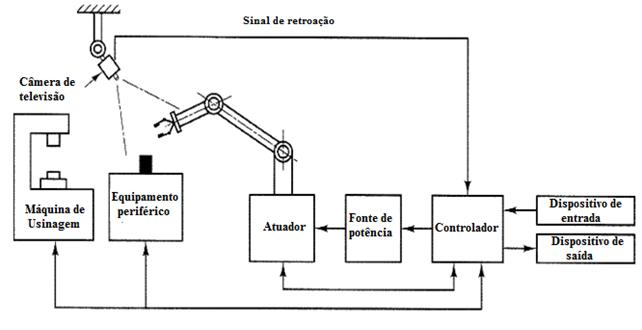 Sinal de retroação
Câmera de
televisão
Máquina de
Usinagem
Equipamento
periférico
Atuador
Fonte de
potência
Controlador
Dispositivo de
entrada
Dispositivo de
saída